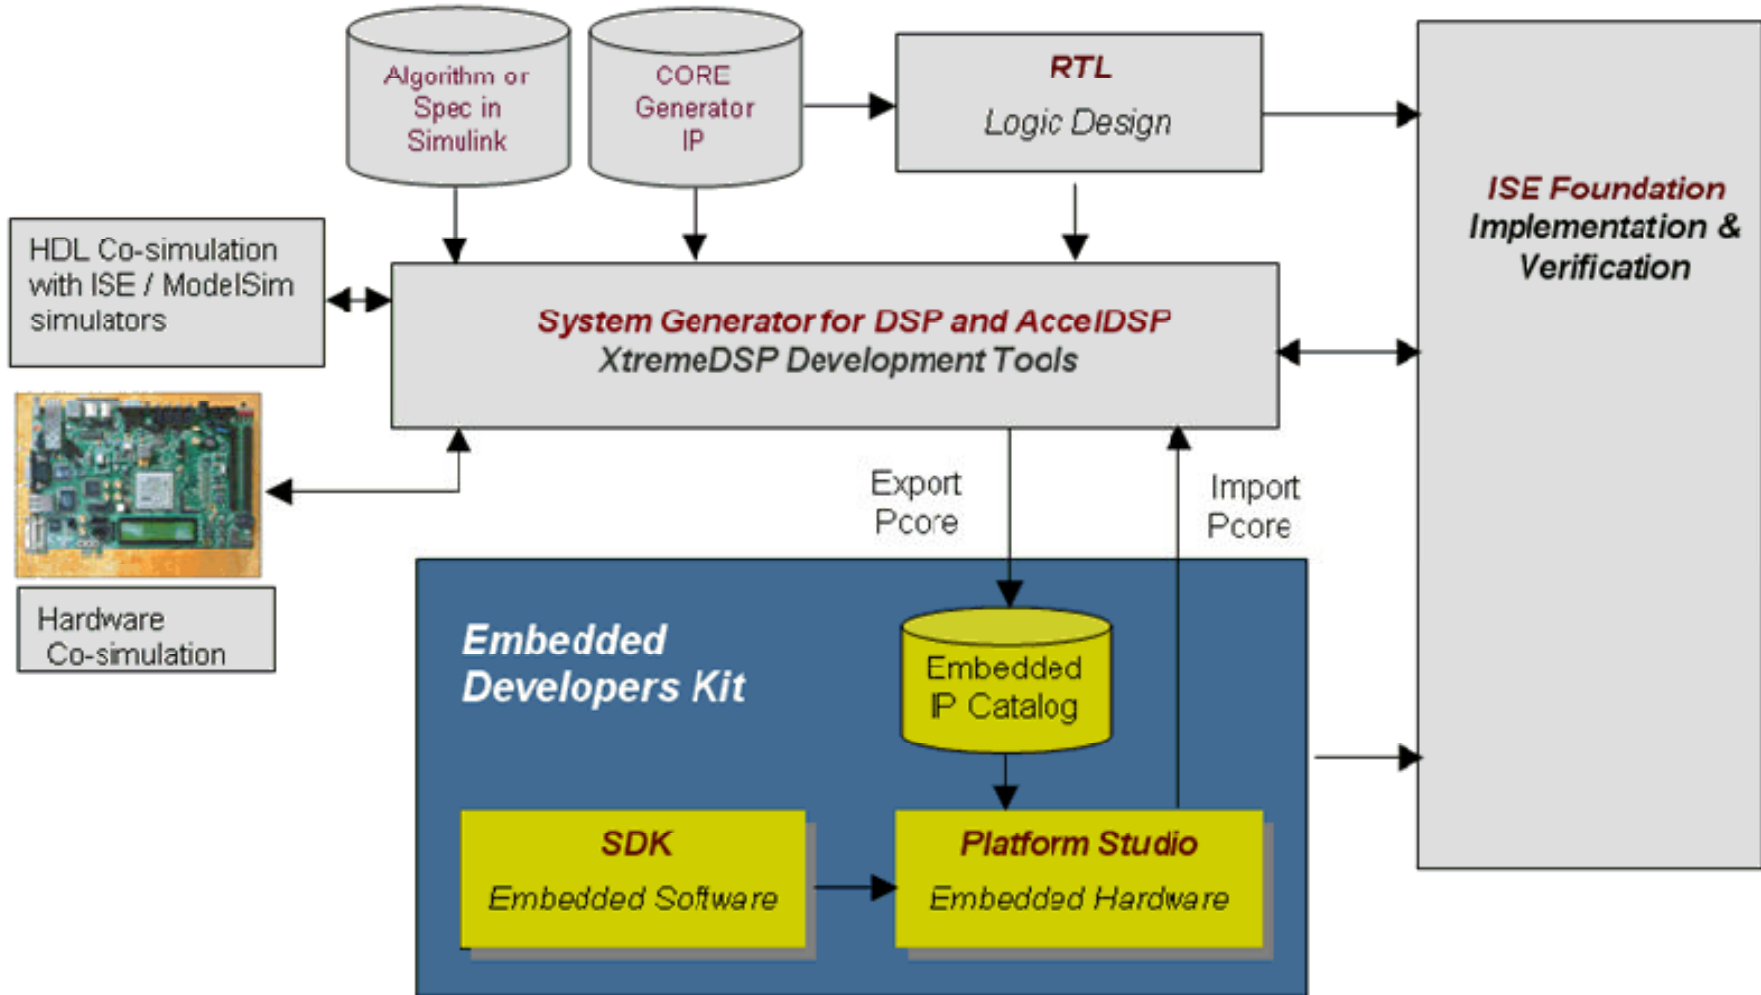 Algorithm or
Spec in
Simulink
CORE
Generator
IP
RTL
Logic Design
ISE Foundation
Implementation &
Verification
HDL Co-simulation
with ISE / ModelSim
simulators
System Generator for DSP and AccelDSP
XtremeDSP Development Tools
Export
Pcore
Import
Pcore
Hardware
Co-simulation
Embedded
Developers Kit
Embedded
IP Catalog
SDK
Embedded Software
Platform Studio
Embedded Hardware